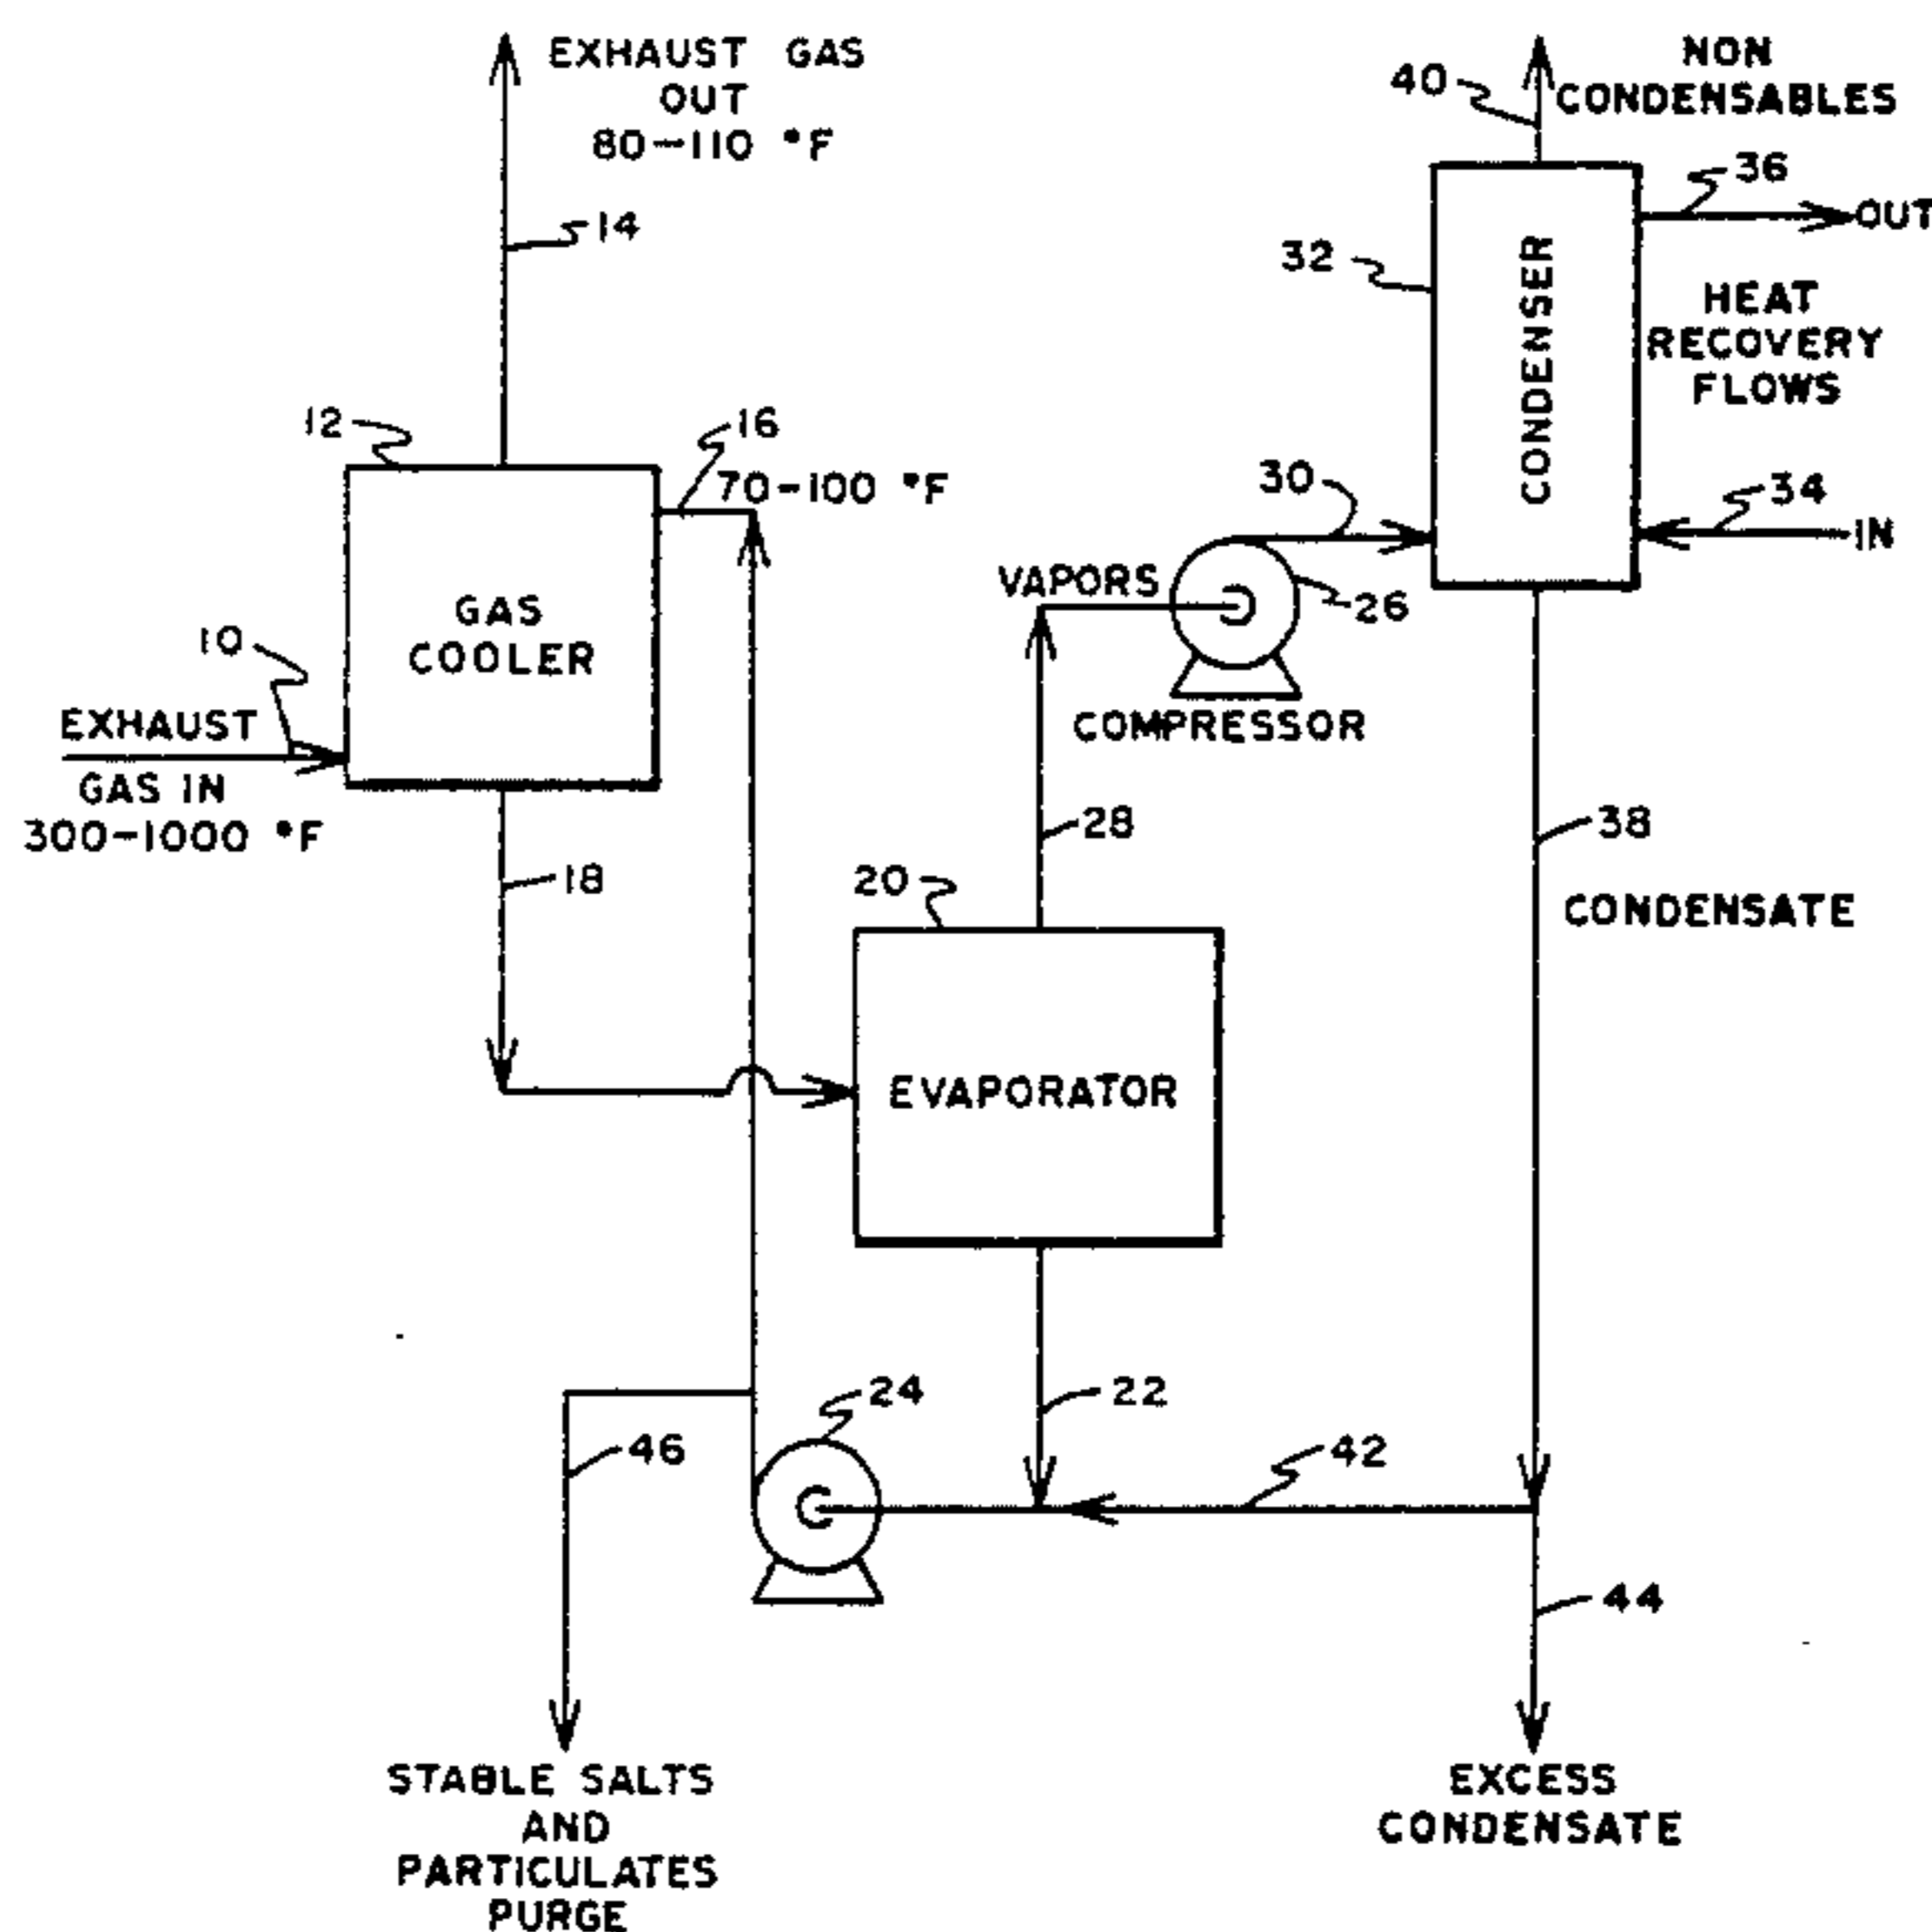 EXHAUST GAS
OUT
80-110 °F
14
12
16
70-100 °F
GAS
COOLER
10
EXHAUST
GAS IN
300-1000 °F
18
40
NON
CONDENSABLES
36
OUT
32
CONDENSER
HEAT
RECOVERY
FLOWS
30
34
IN
VAPORS
26
COMPRESSOR
28
38
CONDENSATE
20
EVAPORATOR
24
22
42
46
44
STABLE SALTS
AND
PARTICULATES
PURGE
EXCESS
CONDENSATE